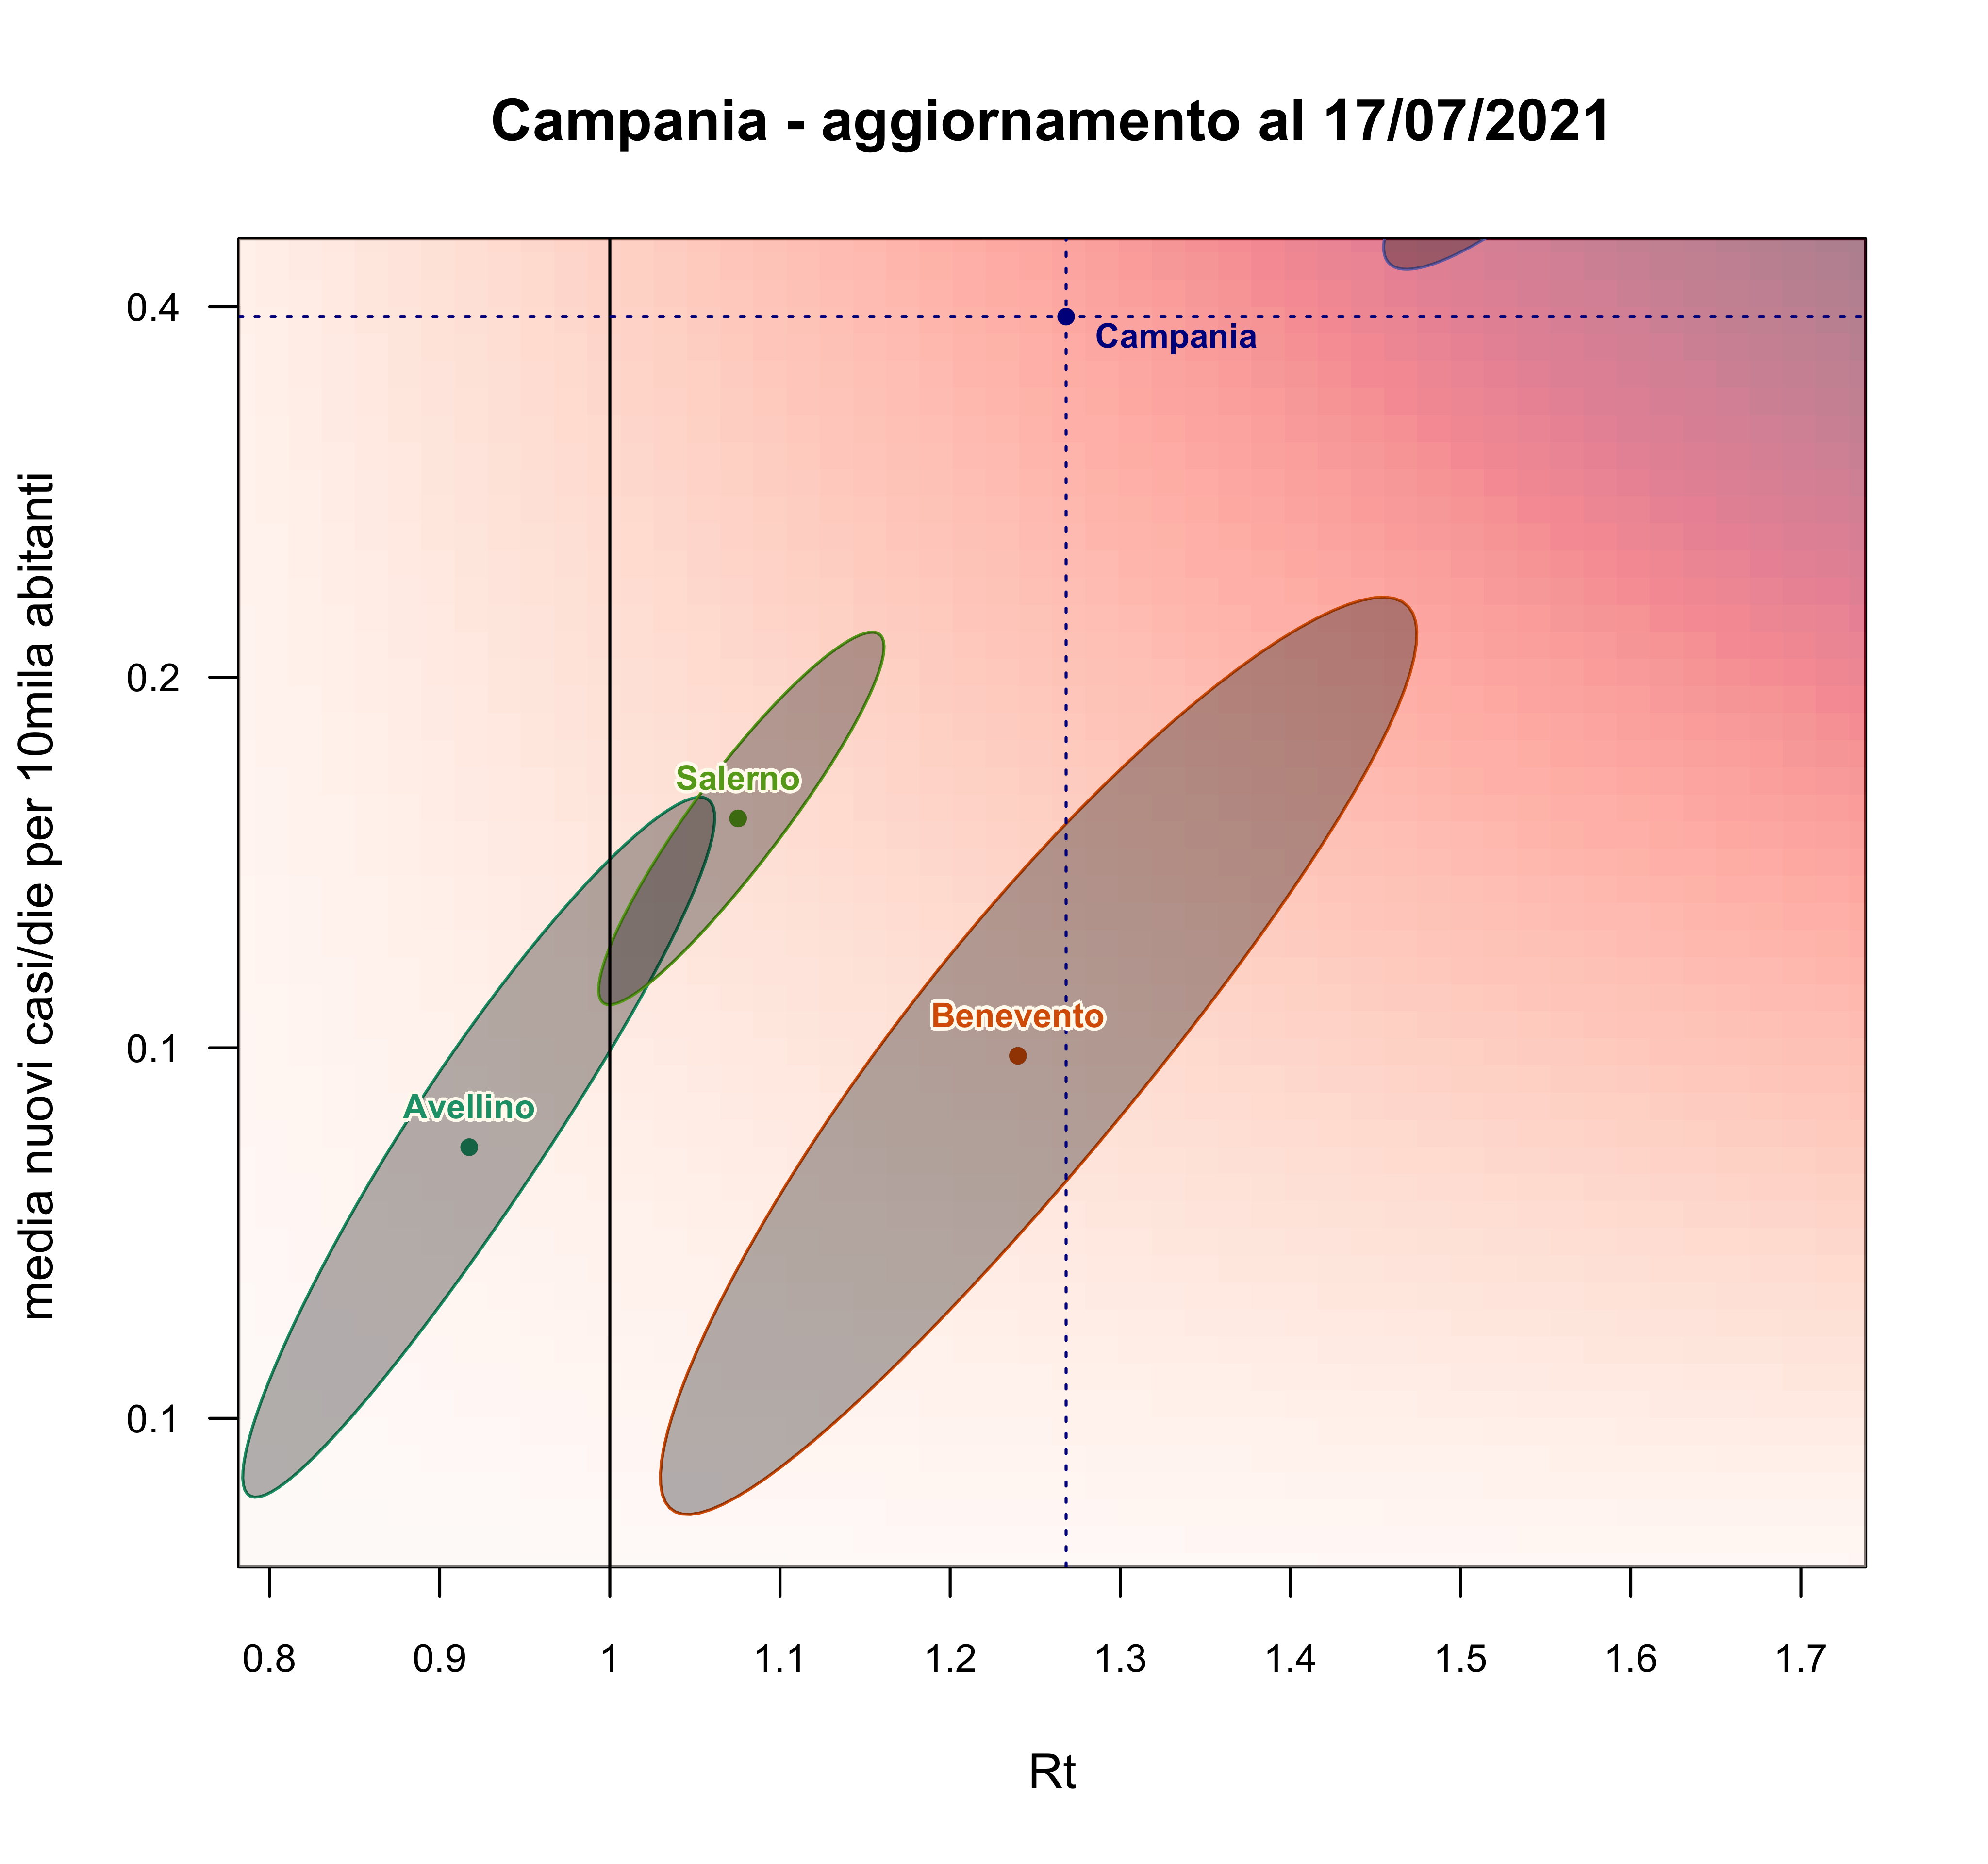 Campania - aggiornamento al 17/07/2021
media nuovi casi/die per 10mila abitanti
0.4
0.2
0.1
0.1
Campania
Salerno
Benevento
Avellino
0.8 0.9 1 1.1 1.2 1.3 1.4 1.5 1.6 1.7
Rt